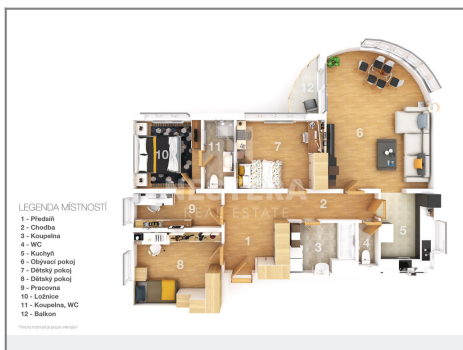 LEGENDA MÍSTNOSTÍ
1 - Předsíň
2 - Chodba
3 - Koupelna
4 - WC
5 - Kuchyň
6 - Obývací pokoj
7 - Dětský pokoj
8 - Dětský pokoj
9 - Pracovna
10 - Ložnice
11 - Koupelna, WC
12 - Balkon
12
10
11
7
6
REAL ESTATE
9
2
1
3
4
5
8